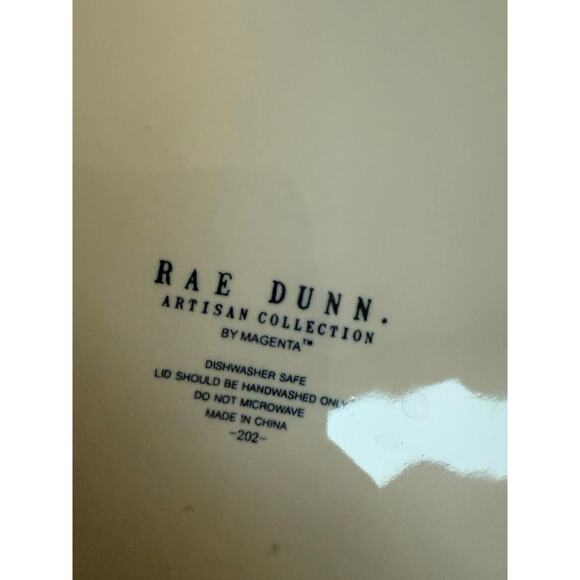 RAE DUNN.
ARTISAN COLLECTION
BY MAGENTA™
DISHWASHER SAFE
LID SHOULD BE HANDWASHED ONLY
DO NOT MICROWAVE
MADE IN CHINA
-202-